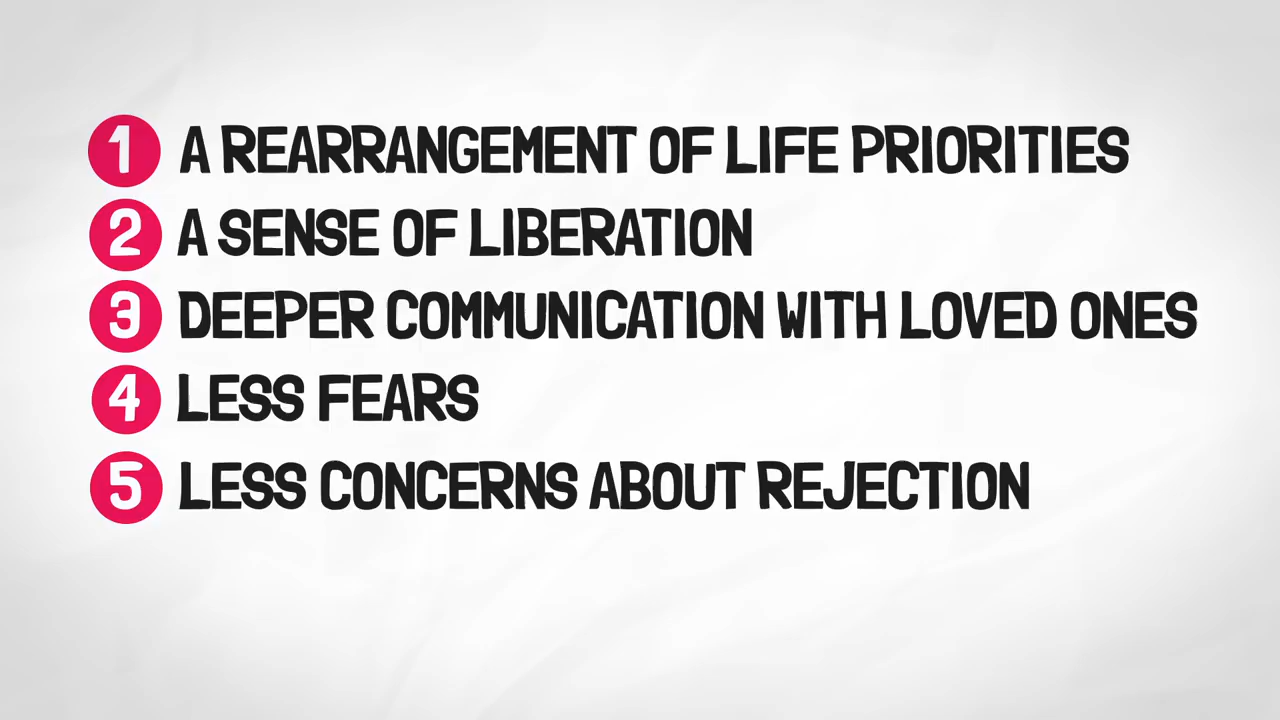 1 A REARRANGEMENT OF LIFE PRIORITIES
2 A SENSE OF LIBERATION
3 DEEPER COMMUNICATION WITH LOVED ONES
4 LESS FEARS
5 LESS CONCERNS ABOUT REJECTION